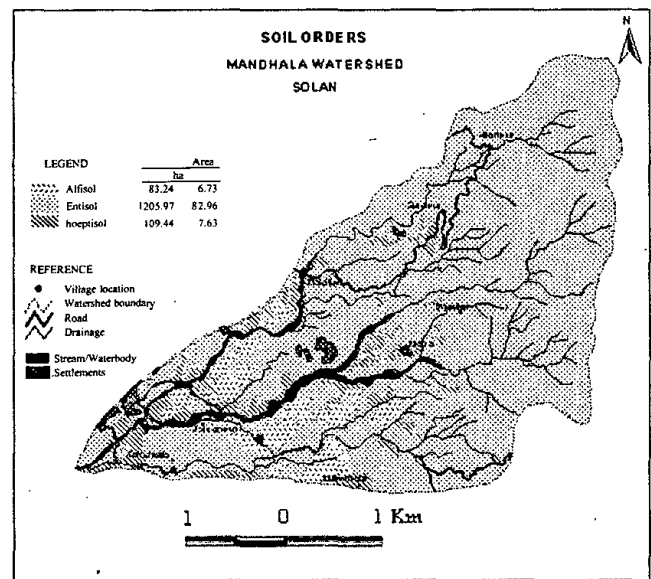 N
SOIL ORDERS
MANDHALA WATERSHED
SOLAN
LEGEND
Area
ha
Alfisol 83.24 6.73
Entisol 1205.97 82.96
hoeptisol 109.44 7.63
REFERENCE
Village location
Watershed boundary
Road
Drainage
Stream/Waterbody
Settlements
1 0 1 Km